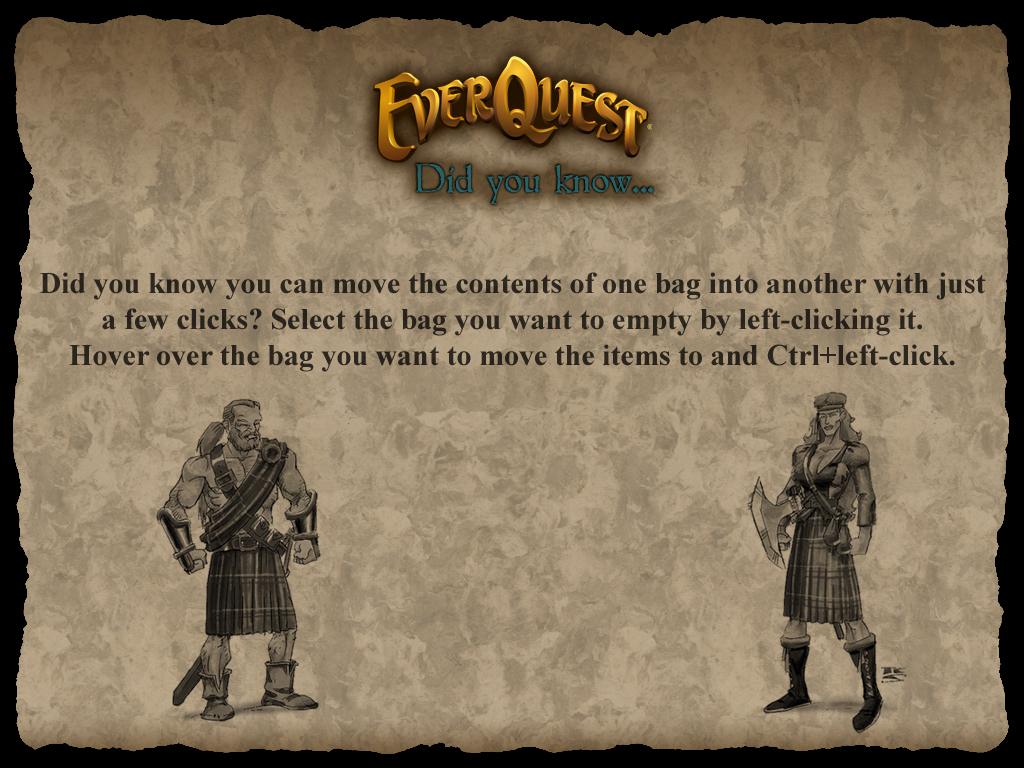 EverQuest
Did you know...
Did you know you can move the contents of one bag into another with just
a few clicks? Select the bag you want to empty by left-clicking it.
Hover over the bag you want to move the items to and Ctrl+left-click.